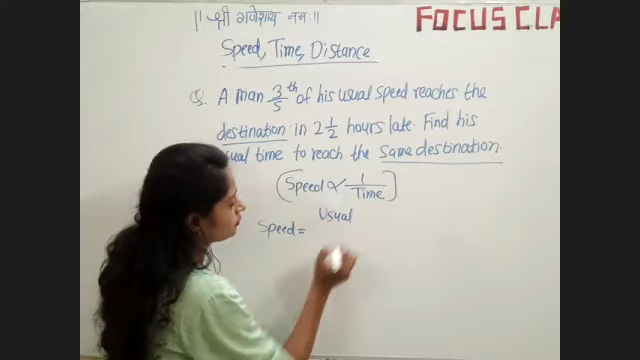 || श्री गणेशाय नमः ||
FOCUS CLA
Speed, Time, Distance
Q. A man 3/5 th of his usual speed reaches the
destination in 2 1/2 hours late. Find his
usual time to reach the same destination.
(Speed ∝ 1/Time)
Usual
Speed =